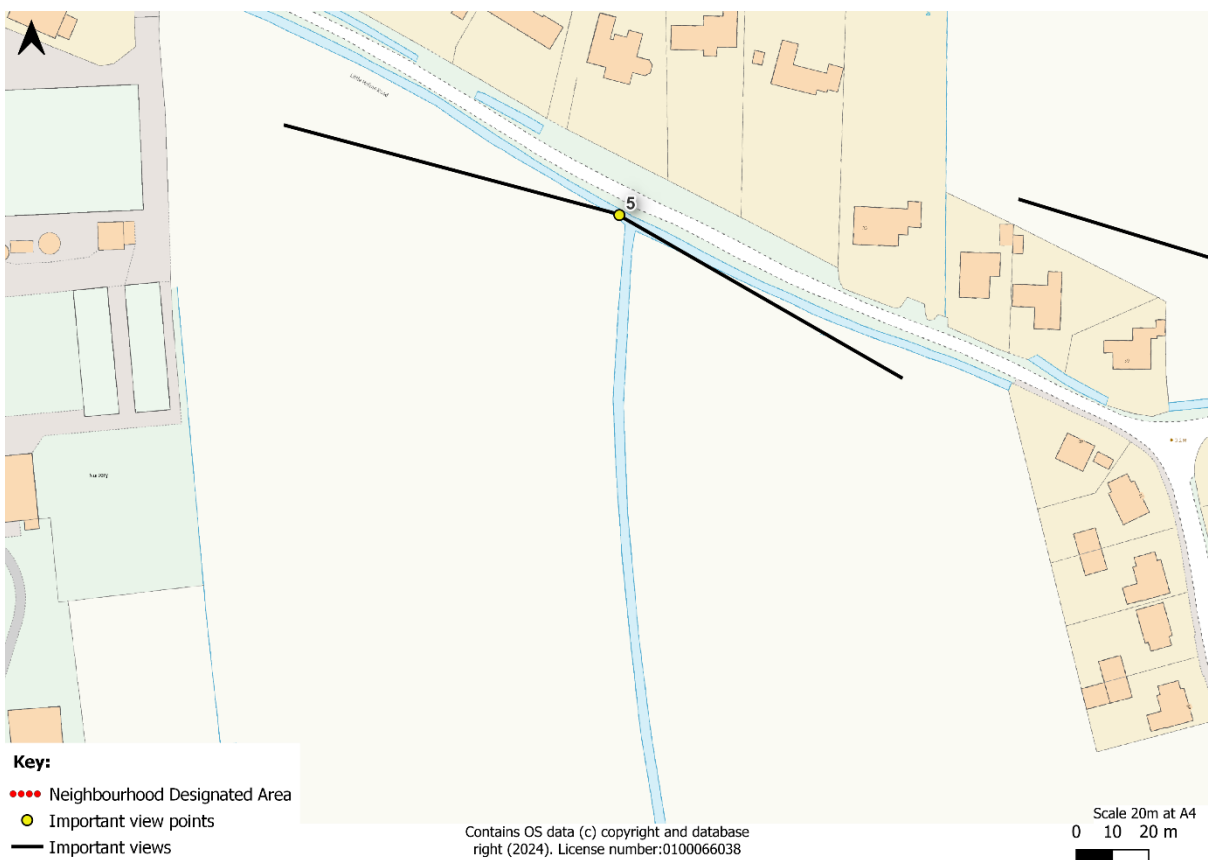 5
Key:
Neighbourhood Designated Area
Important view points
Important views
Contains OS data (c) copyright and database
right (2024). License number:0100066038
Scale 20m at A4
0 10 20 m